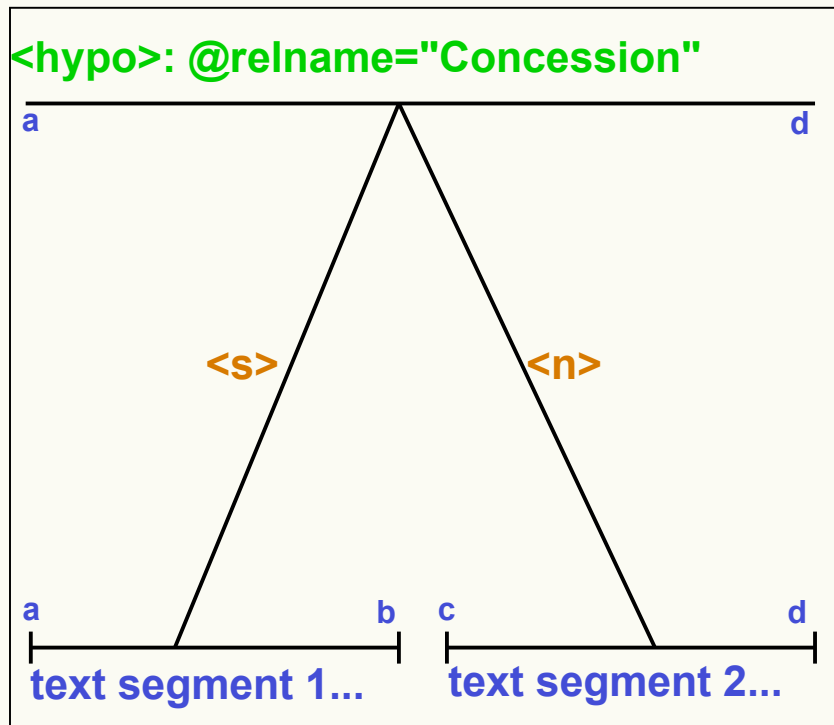 <hypo>: @relname="Concession"
a d
<s> <n>
a b c d
text segment 1... text segment 2...